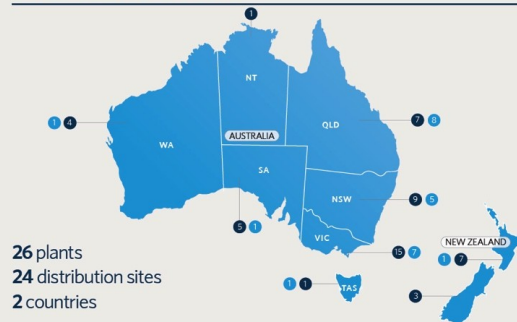 1
NT
7 8
1 4
QLD
WA
AUSTRALIA
SA
9 5
NSW
5 1
VIC
NEW ZEALAND
15 7
1 7
26 plants
24 distribution sites
1 1
TAS
3
2 countries